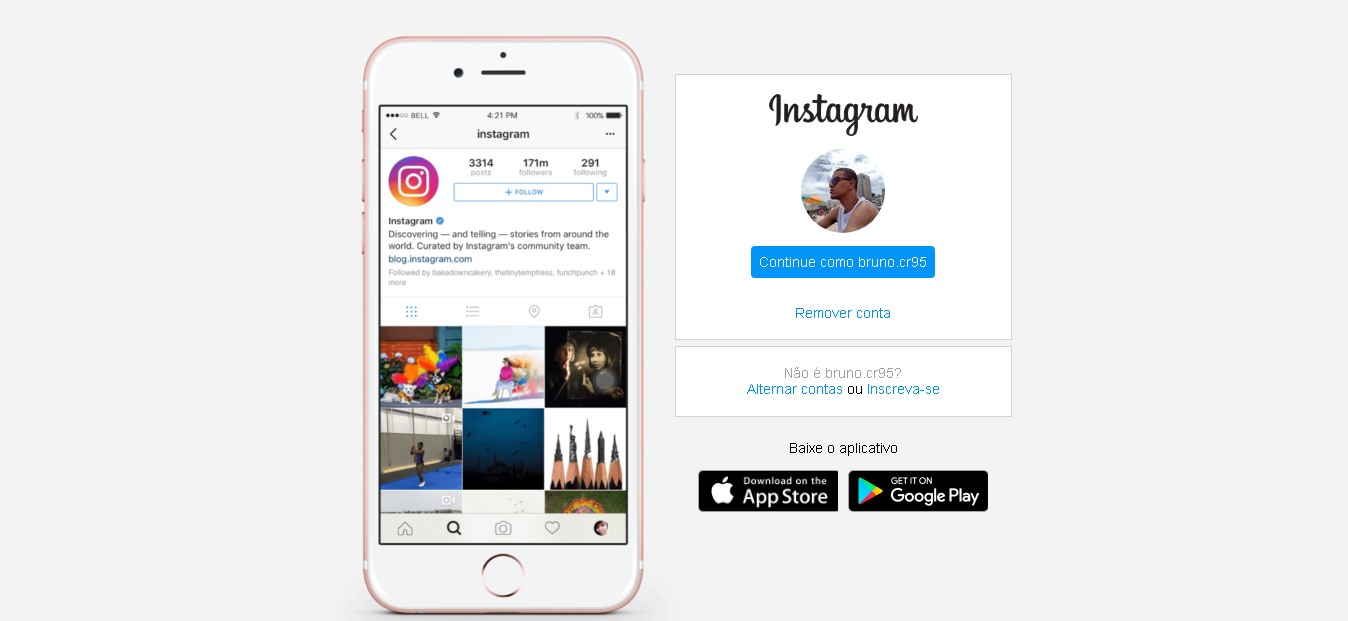 BELL 4:21 PM 100%
instagram
3314 171m 291
posts followers following
+ FOLLOW
Instagram
Discovering — and telling — stories from around the
world. Curated by Instagram's community team.
blog.instagram.com
Followed by bakedowncakery, thetinytemptress, funchpunch + 18
more
Instagram
Continue como bruno.cr95
Remover conta
Não é bruno.cr95?
Alternar contas ou Inscreva-se
Baixe o aplicativo
Download on the
App Store
GET IT ON
Google Play